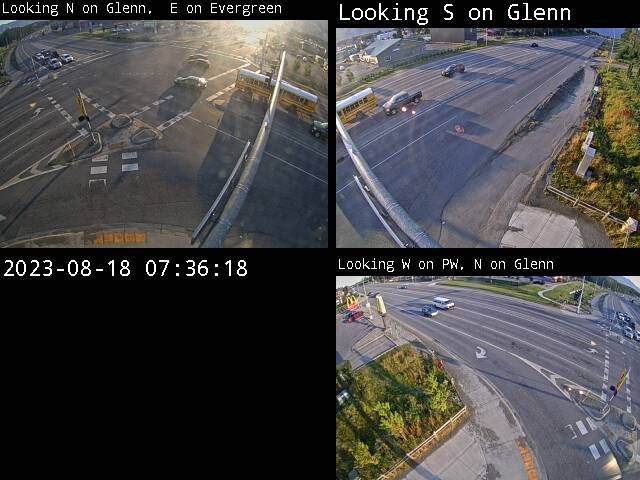 Looking N on Glenn,  E on Evergreen
Looking S on Glenn
2023-08-18 07:36:18
Looking W on PW, N on Glenn